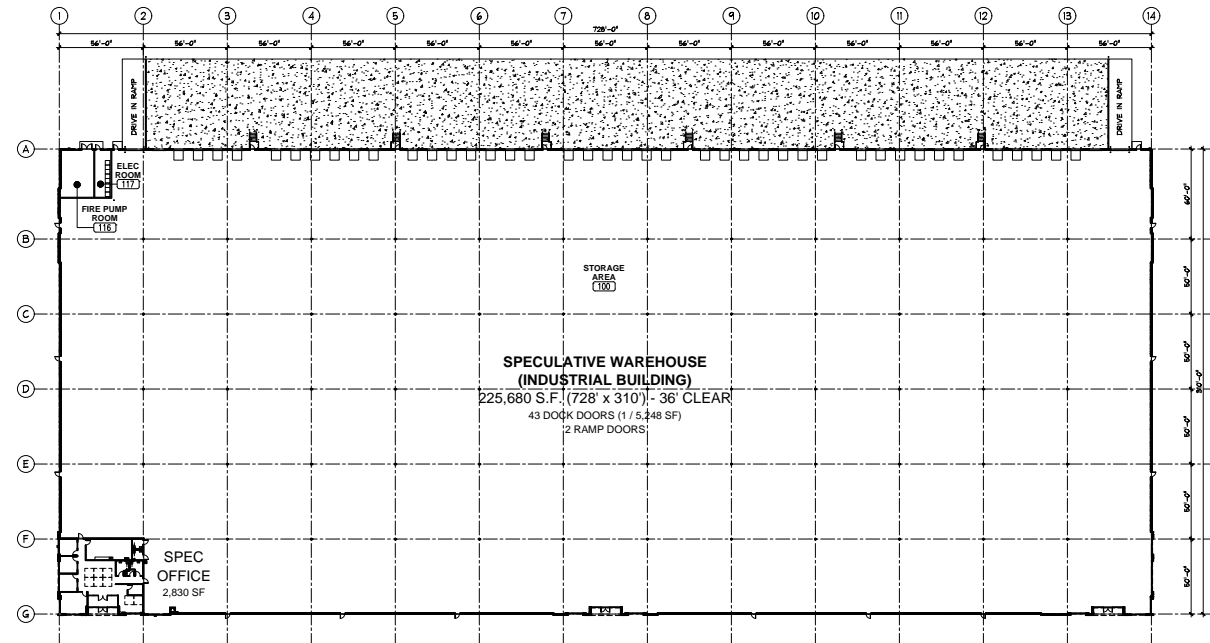 1 2 3 4 5 6 7 8 9 10 11 12 13 14
728'-0"
56'-0" 56'-0" 56'-0" 56'-0" 56'-0" 56'-0" 56'-0" 56'-0" 56'-0" 56'-0" 56'-0" 56'-0" 56'-0"
DRIVE IN RAMP
DRIVE IN RAMP
A
ELEC
ROOM
117
FIRE PUMP
ROOM
116
60'-0"
B
STORAGE
AREA
100
50'-0"
C
SPECULATIVE WAREHOUSE
(INDUSTRIAL BUILDING)
225,680 S.F. (728' x 310') - 36' CLEAR
43 DOCK DOORS (1 / 5,248 SF)
2 RAMP DOORS
50'-0"
310'-0"
D
50'-0"
E
50'-0"
F
SPEC
OFFICE
2,830 SF
50'-0"
G